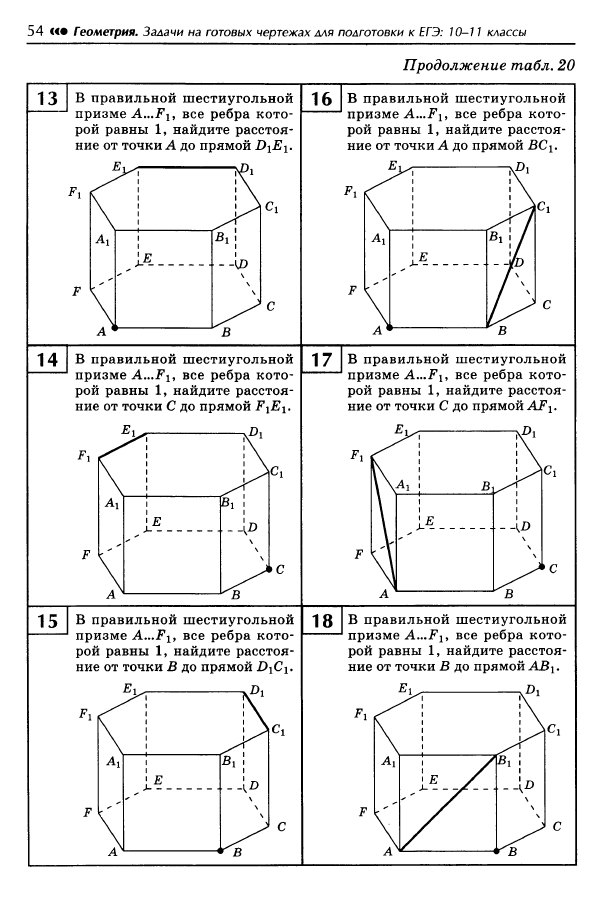 54 ««• Геометрия. Задачи на готовых чертежах для подготовки к ЕГЭ: 10–11 классы
Продолжение табл. 20
13 В правильной шестиугольной
призме A...F₁, все ребра кото-
рой равны 1, найдите расстоя-
ние от точки A до прямой D₁E₁.
E₁ D₁
F₁
C₁
A₁ B₁
E
D
F
C
A B
16 В правильной шестиугольной
призме A...F₁, все ребра кото-
рой равны 1, найдите расстоя-
ние от точки A до прямой BC₁.
E₁ D₁
F₁
C₁
A₁ B₁
E
D
F
C
A B
14 В правильной шестиугольной
призме A...F₁, все ребра кото-
рой равны 1, найдите расстоя-
ние от точки C до прямой F₁E₁.
E₁ D₁
F₁
C₁
A₁ B₁
E D
F
C
A B
17 В правильной шестиугольной
призме A...F₁, все ребра кото-
рой равны 1, найдите расстоя-
ние от точки C до прямой AF₁.
E₁ D₁
F₁
C₁
A₁ B₁
E D
F
C
A B
15 В правильной шестиугольной
призме A...F₁, все ребра кото-
рой равны 1, найдите расстоя-
ние от точки B до прямой D₁C₁.
E₁ D₁
F₁
C₁
A₁ B₁
E D
F
C
A B
18 В правильной шестиугольной
призме A...F₁, все ребра кото-
рой равны 1, найдите расстоя-
ние от точки B до прямой AB₁.
E₁ D₁
F₁
C₁
A₁ B₁
E D
F
C
A B